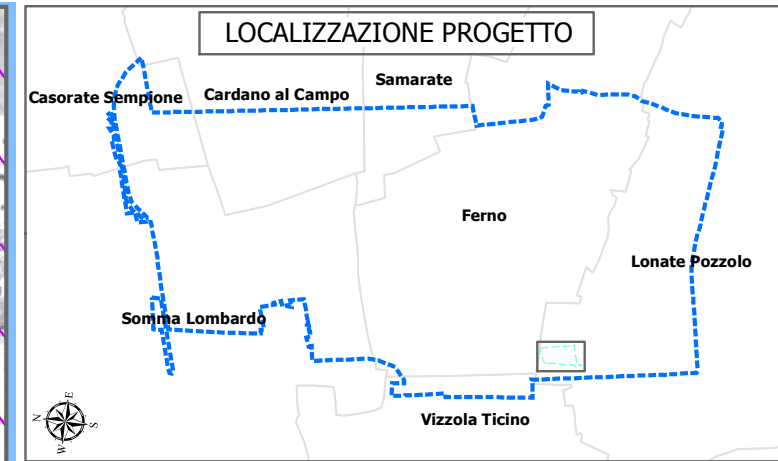 LOCALIZZAZIONE PROGETTO
Samarate
Casorate Sempione
Cardano al Campo
Ferno
Lonate Pozzolo
Somma Lombardo
Vizzola Ticino
N
E
S
W